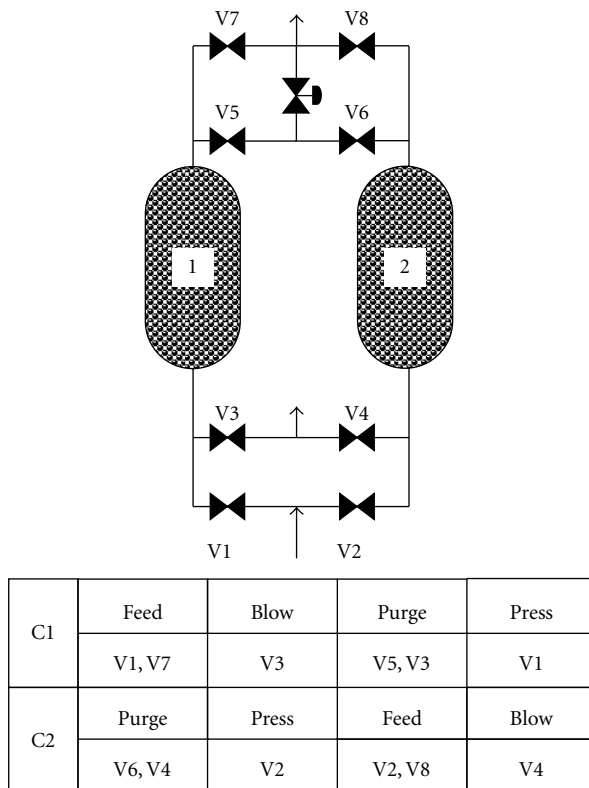 V7 V8
V5 V6
1 2
V3 V4
V1 V2
C1 Feed Blow Purge Press
V1, V7 V3 V5, V3 V1
C2 Purge Press Feed Blow
V6, V4 V2 V2, V8 V4